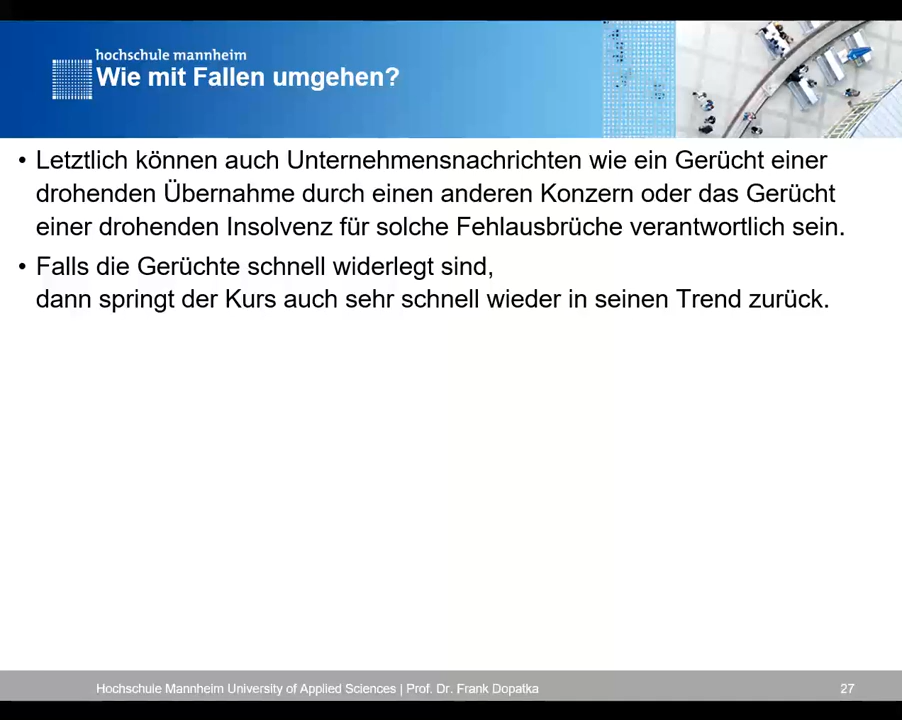 hochschule mannheim
Wie mit Fallen umgehen?
• Letztlich können auch Unternehmensnachrichten wie ein Gerücht einer
drohenden Übernahme durch einen anderen Konzern oder das Gerücht
einer drohenden Insolvenz für solche Fehlausbrüche verantwortlich sein.
• Falls die Gerüchte schnell widerlegt sind,
dann springt der Kurs auch sehr schnell wieder in seinen Trend zurück.
Hochschule Mannheim University of Applied Sciences | Prof. Dr. Frank Dopatka
27